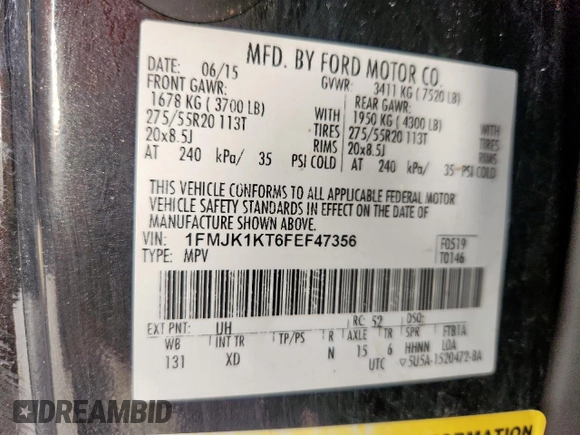 MFD. BY FORD MOTOR CO.
DATE: 06/15 GVWR: 3411 KG ( 7520 LB)
FRONT GAWR: REAR GAWR:
1678 KG ( 3700 LB) WITH 1950 KG ( 4300 LB) WITH
275/55R20 113T TIRES 275/55R20 113T TIRES
20x8.5J RIMS 20x8.5J RIMS
AT 240 kPa/ 35 PSI COLD AT 240 kPa/ 35 PSI COLD
THIS VEHICLE CONFORMS TO ALL APPLICABLE FEDERAL MOTOR
VEHICLE SAFETY STANDARDS IN EFFECT ON THE DATE OF
MANUFACTURE SHOWN ABOVE.
VIN: 1FMJK1KT6FEF47356 F0519
TYPE: MPV T0146
EXT PNT: UH RC: 52 DSO:
WB INT TR TP/PS R AXLE TR SPR FTB1A
131 XD N 15 6 HHNN LOA
UTC 5U5A-1520472-BA
INFORMATION
DREAMBID